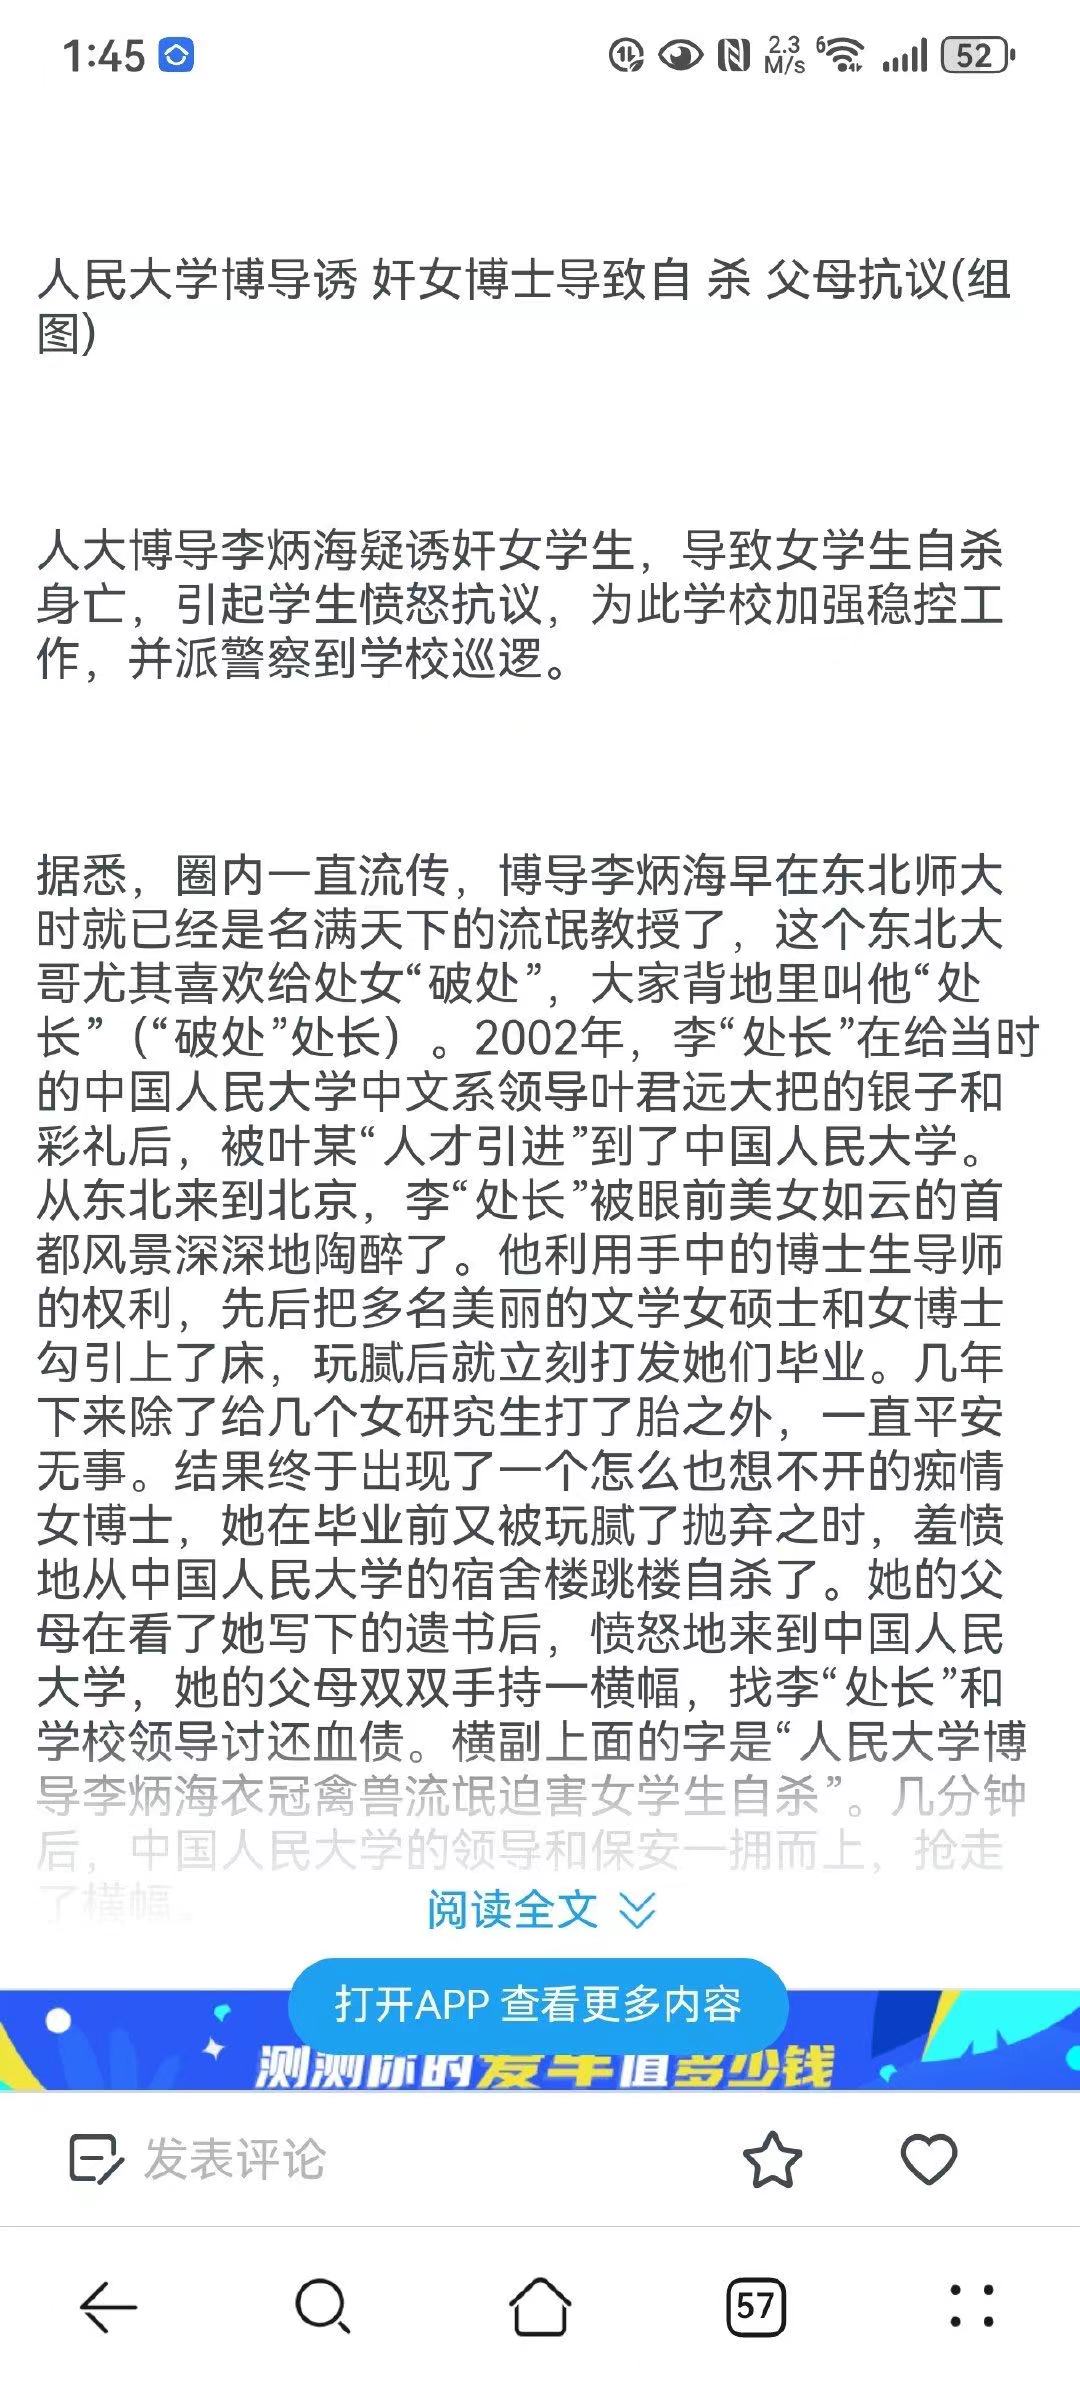 1:45
2.3
M/s
6
52
人民大学博导诱 奸女博士导致自 杀 父母抗议(组
图)
人大博导李炳海疑诱奸女学生，导致女学生自杀
身亡，引起学生愤怒抗议，为此学校加强稳控工
作，并派警察到学校巡逻。
据悉，圈内一直流传，博导李炳海早在东北师大
时就已经是名满天下的流氓教授了，这个东北大
哥尤其喜欢给处女“破处”，大家背地里叫他“处
长”（“破处”处长）。2002年，李“处长”在给当时
的中国人民大学中文系领导叶君远大把的银子和
彩礼后，被叶某“人才引进”到了中国人民大学。
从东北来到北京，李“处长”被眼前美女如云的首
都风景深深地陶醉了。他利用手中的博士生导师
的权利，先后把多名美丽的文学女硕士和女博士
勾引上了床，玩腻后就立刻打发她们毕业。几年
下来除了给几个女研究生打了胎之外，一直平安
无事。结果终于出现了一个怎么也想不开的痴情
女博士，她在毕业前又被玩腻了抛弃之时，羞愤
地从中国人民大学的宿舍楼跳楼自杀了。她的父
母在看了她写下的遗书后，愤怒地来到中国人民
大学，她的父母双双手持一横幅，找李“处长”和
学校领导讨还血债。横副上面的字是“人民大学博
导李炳海衣冠禽兽流氓迫害女学生自杀”。几分钟
后，中国人民大学的领导和保安一拥而上，抢走
了横幅。
阅读全文
打开APP 查看更多内容
测测你的爱车值多少钱
发表评论
57